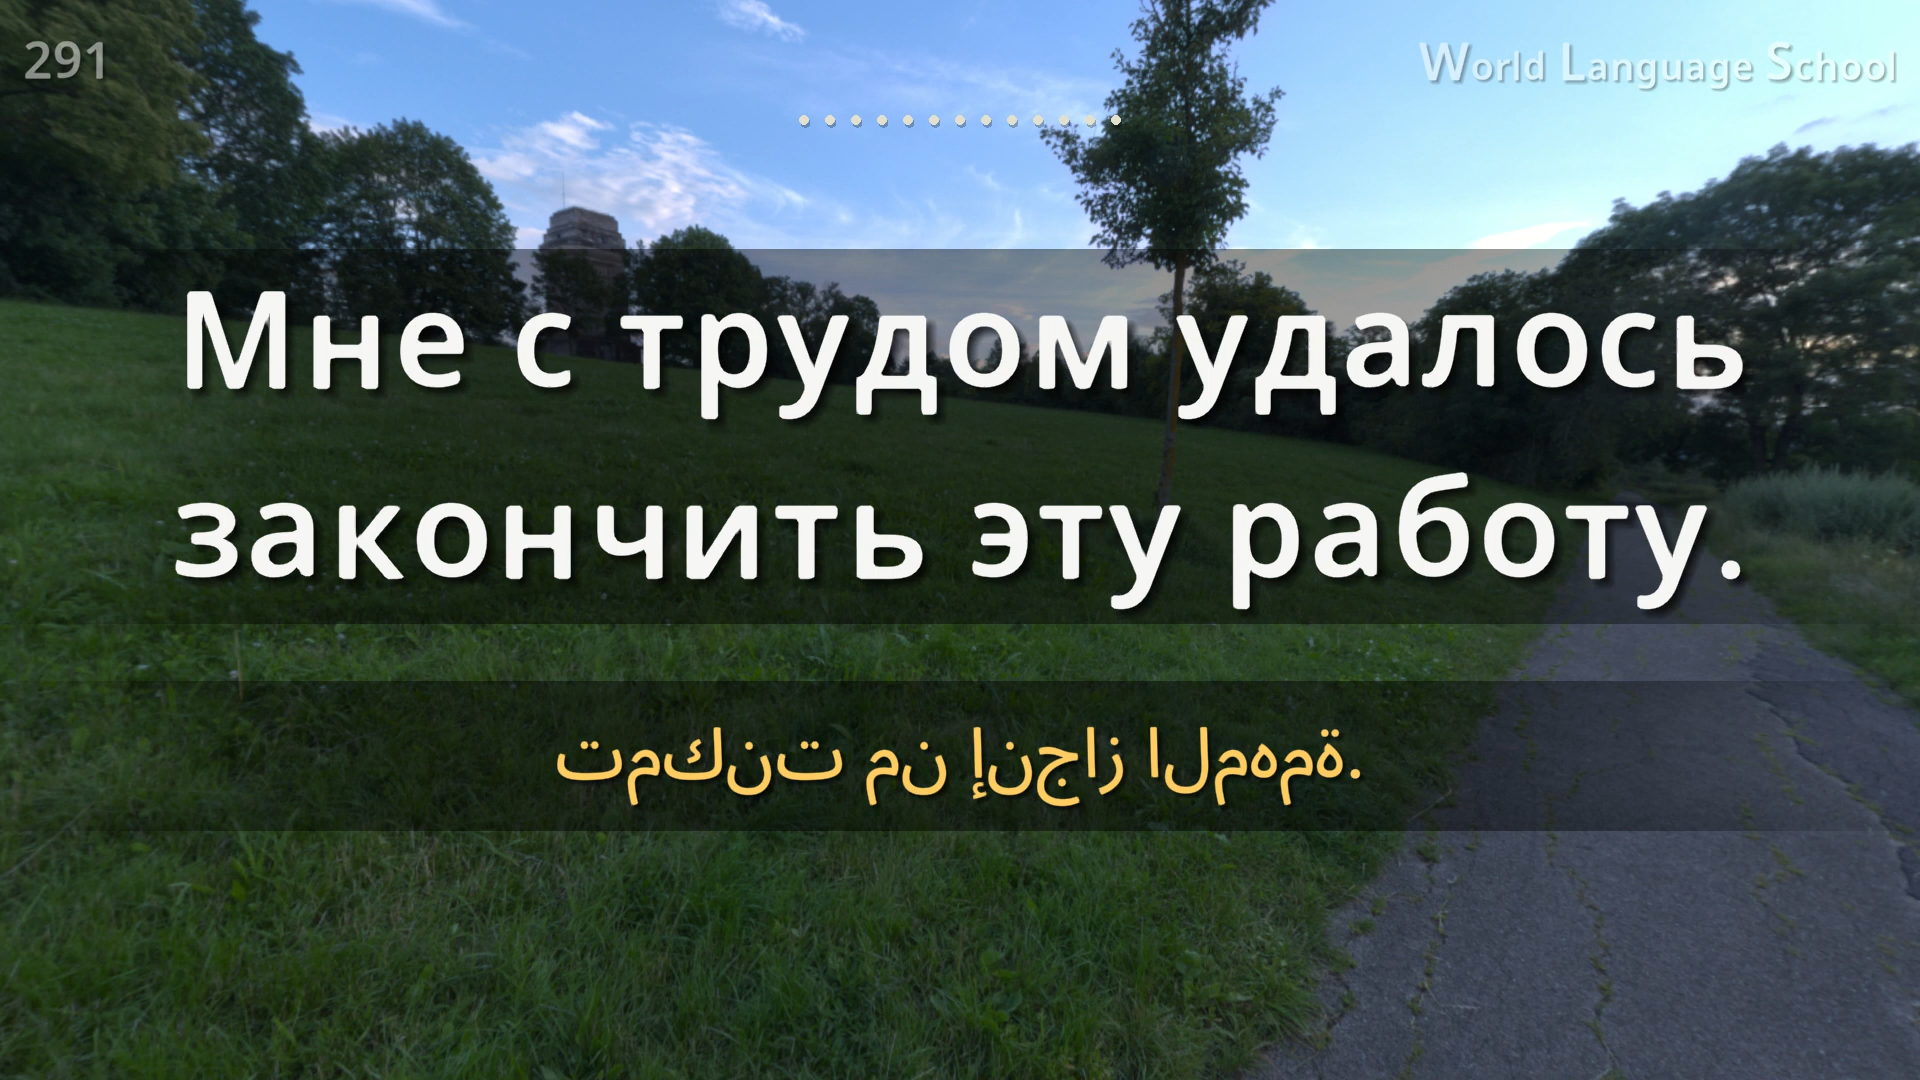 291
World Language School
Мне с трудом удалось
закончить эту работу.
تمكنت من إنجاز المهمة.